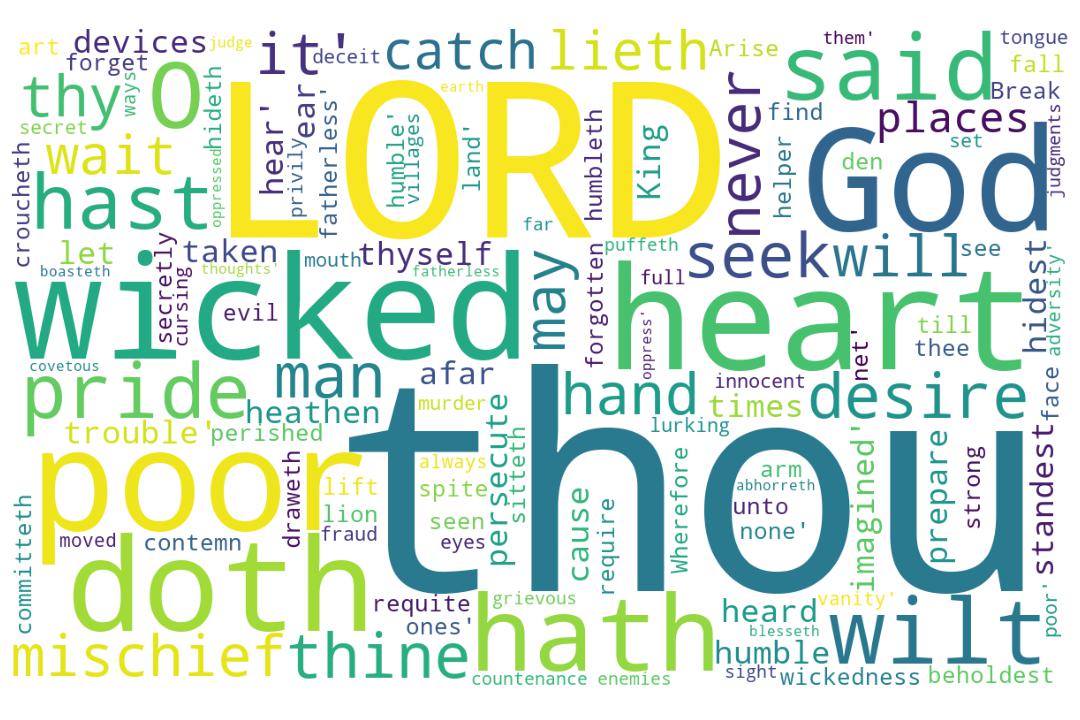 art
devices
judge
forget
it'
deceit
catch
lieth
Arise
said
them'
tongue
fall
Break
thy
ways
O
hideth
secret
wait
hast
oppressed
croucheth
LORD
hear'
privily
ear
fatherless'
earth
humble'
villages
land'
far
humbleth
King
never
find
helper
places
God
den
set
judgments
let
taken
boasteth
secretly
cursing
thoughts'
mouth
thyself
fatherless
may
forgotten
puffeth
full
seek
will
see
hidest
adversity'
wicked
evil
heart
oppress'
net'
till
thee
covetous
pride
man
afar
heathen
trouble'
perished
murder
hand
innocent
times
desire
face
lurking
poor
draweth
lift
lion
fraud
always
spite
seen
eyes
persecute
sitteth
thou
cause
require
Wherefore
arm
abhorreth
unto
none'
imagined'
prepare
strong
standest
committeth
moved
contemn
doth
requite
ones'
grievous
hath
heard
vanity'
blesseth
humble
wilt
poor'
mischief
thine
countenance
enemies
sight
wickedness
beholdest